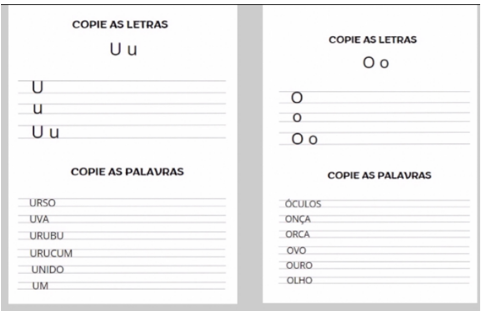 COPIE AS LETRAS
U u
U
u
U u
COPIE AS PALAVRAS
URSO
UVA
URUBU
URUCUM
UNIDO
UM
COPIE AS LETRAS
O o
O
o
O o
COPIE AS PALAVRAS
ÓCULOS
ONÇA
ORCA
OVO
OURO
OLHO